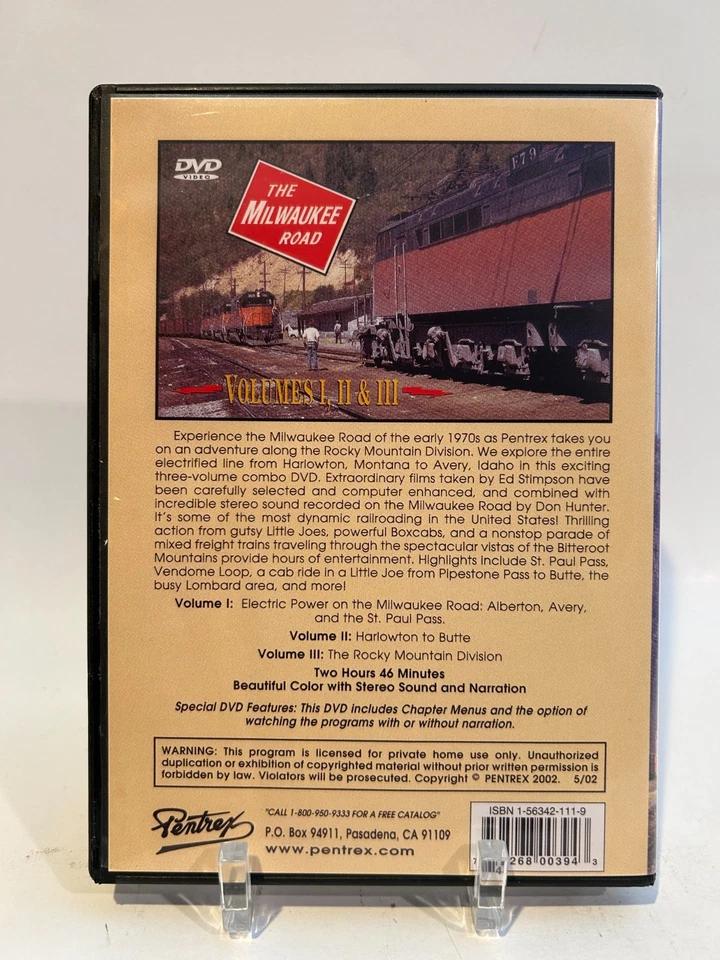 DVD
VIDEO
THE
MILWAUKEE
ROAD
E79
VOLUMES I, II & III
Experience the Milwaukee Road of the early 1970s as Pentrex takes you
on an adventure along the Rocky Mountain Division. We explore the entire
electrified line from Harlowton, Montana to Avery, Idaho in this exciting
three-volume combo DVD. Extraordinary films taken by Ed Stimpson have
been carefully selected and computer enhanced, and combined with
incredible stereo sound recorded on the Milwaukee Road by Don Hunter.
It's some of the most dynamic railroading in the United States! Thrilling
action from gutsy Little Joes, powerful Boxcabs, and a nonstop parade of
mixed freight trains traveling through the spectacular vistas of the Bitteroot
Mountains provide hours of entertainment. Highlights include St. Paul Pass,
Vendome Loop, a cab ride in a Little Joe from Pipestone Pass to Butte, the
busy Lombard area, and more!
Volume I: Electric Power on the Milwaukee Road: Alberton, Avery,
and the St. Paul Pass.
Volume II: Harlowton to Butte
Volume III: The Rocky Mountain Division
Two Hours 46 Minutes
Beautiful Color with Stereo Sound and Narration
Special DVD Features: This DVD includes Chapter Menus and the option of
watching the programs with or without narration.
WARNING: This program is licensed for private home use only. Unauthorized
duplication or exhibition of copyrighted material without prior written permission is
forbidden by law. Violators will be prosecuted. Copyright © PENTREX 2002. 5/02
Pentrex
"CALL 1-800-950-9333 FOR A FREE CATALOG"
P.O. Box 94911, Pasadena, CA 91109
www.pentrex.com
ISBN 1-56342-111-9
268 00394 3